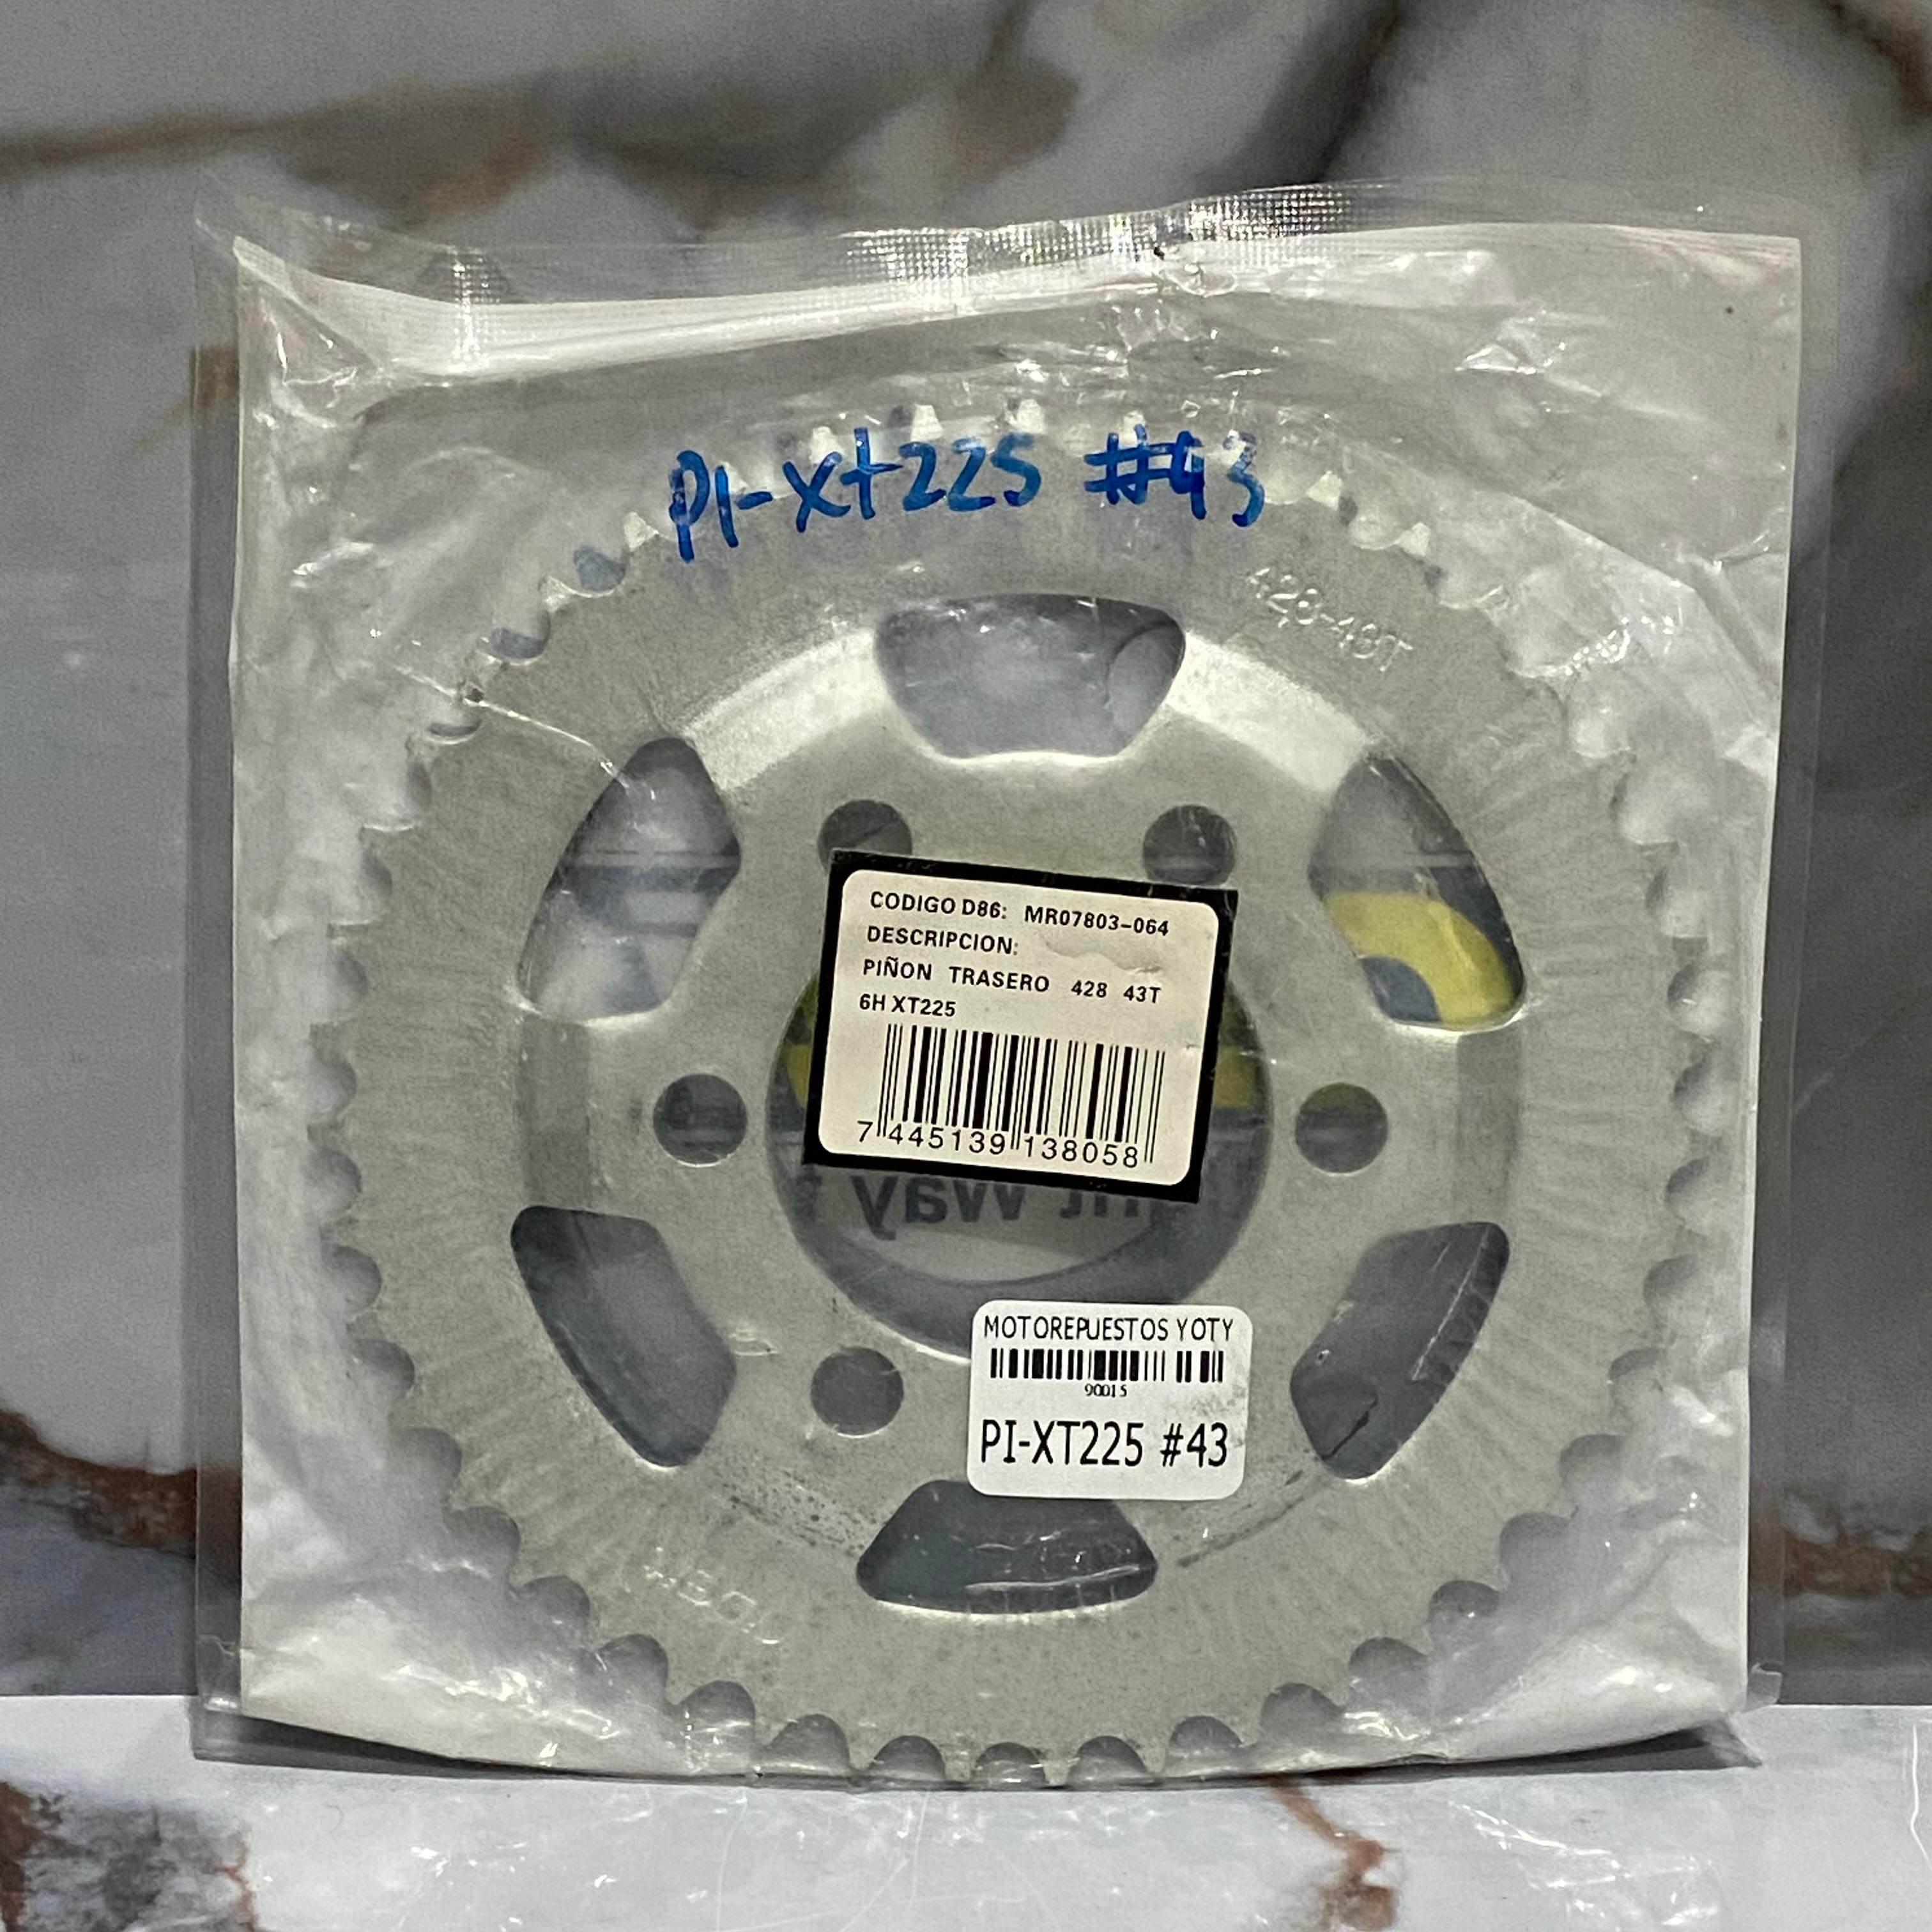 PI-xt225 #43
428-43T
CODIGO D86: MR07803-064
DESCRIPCION:
PIÑON TRASERO 428 43T
6H XT225
7 445139 138058
Way
MOTOREPUESTOS YOTY
90015
PI-XT225 #43